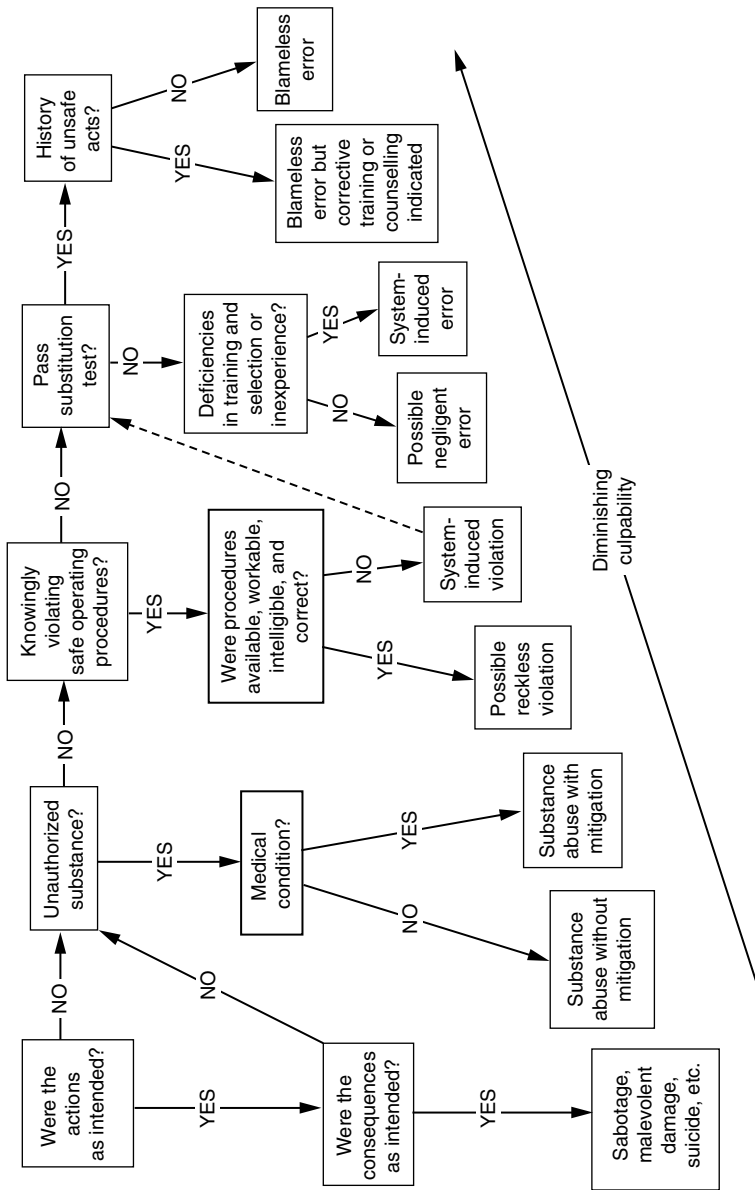 Were the
actions
as intended?
NO
YES
Were the
consequences
as intended?
NO
YES
Sabotage,
malevolent
damage,
suicide, etc.
Unauthorized
substance?
NO
YES
Medical
condition?
NO
YES
Substance
abuse without
mitigation
Substance
abuse with
mitigation
Knowingly
violating
safe operating
procedures?
NO
YES
Were procedures
available, workable,
intelligible, and
correct?
YES
NO
Possible
reckless
violation
System-
induced
violation
Pass
substitution
test?
YES
NO
Deficiencies
in training and
selection or
inexperience?
NO
YES
Possible
negligent
error
System-
induced
error
History
of unsafe
acts?
YES
NO
Blameless
error but
corrective
training or
counselling
indicated
Blameless
error
Diminishing
culpability